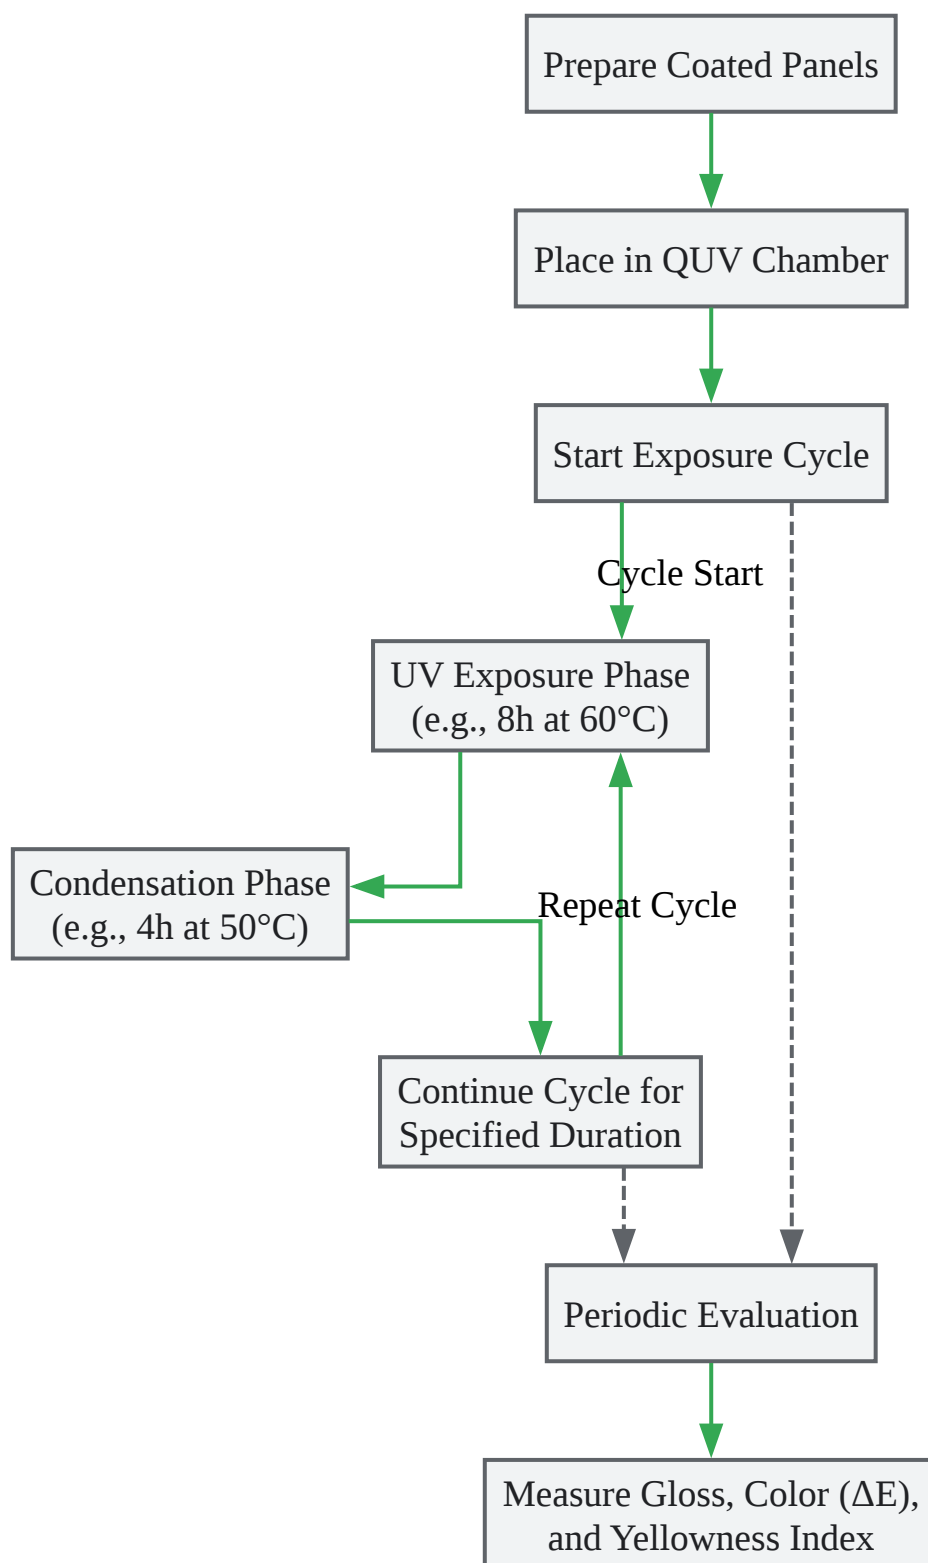 Prepare Coated Panels
Place in QUV Chamber
Start Exposure Cycle
Cycle Start
UV Exposure Phase
(e.g., 8h at 60°C)
Condensation Phase
(e.g., 4h at 50°C)
Repeat Cycle
Continue Cycle for
Specified Duration
Periodic Evaluation
Measure Gloss, Color (ΔE),
and Yellowness Index